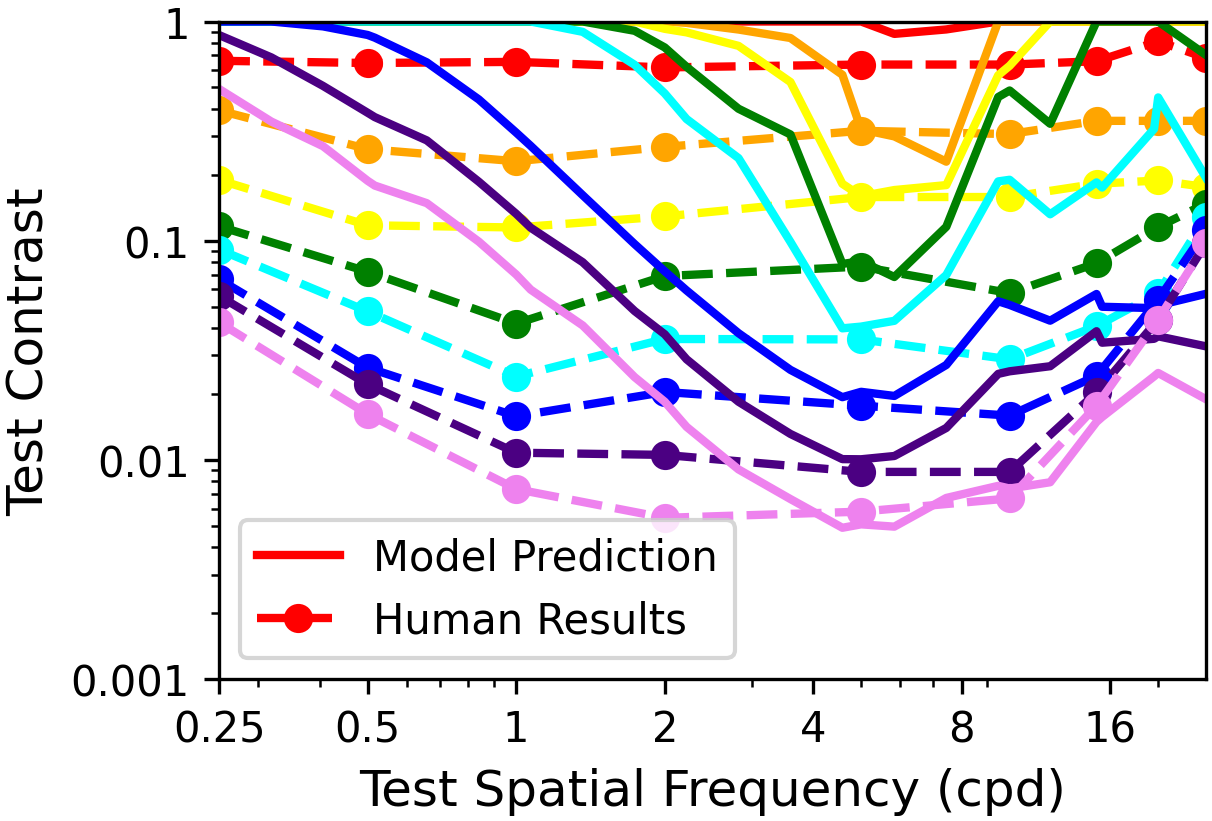 1
0.1
0.01
0.001
Test Contrast
Model Prediction
Human Results
0.25 0.5 1 2 4 8 16
Test Spatial Frequency (cpd)